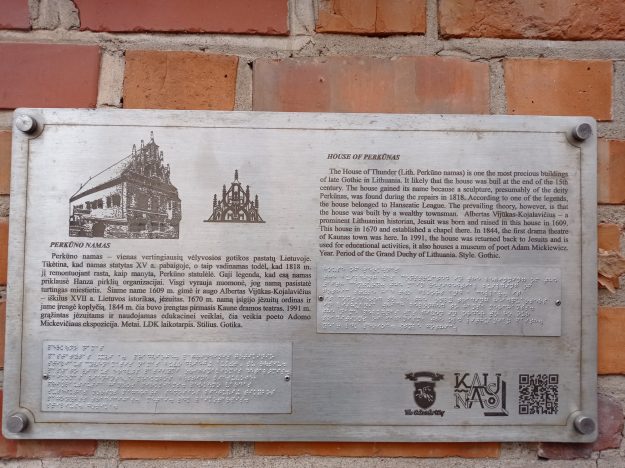 PERKŪNO NAMAS
Perkūno namas – vienas vertingiausių vėlyvosios gotikos pastatų Lietuvoje.
Tikėtina, kad namas statytas XV a. pabaigoje, o taip vadinamas todėl, kad 1818 m.
jį remontuojant rasta, kaip manyta, Perkūno statulėlė. Gaji legenda, kad esą namas
priklausė Hanza pirklių organizacijai. Visgi vyrauja nuomonė, jog namą pasistatė
turtingas miestietis. Šiame name 1609 m. gimė ir augo Albertas Vijūkas-Kojalavičius
– iškilus XVII a. Lietuvos istorikas, jėzuitas. 1670 m. namą įsigijo jėzuitų ordinas ir
jame įrengė koplyčią. 1844 m. čia buvo įrengtas pirmasis Kaune dramos teatras, 1991 m.
grąžintas jėzuitams ir naudojamas edukacinei veiklai, čia veikia poeto Adomo
Mickevičiaus ekspozicija. Metai. LDK laikotarpis. Stilius. Gotika.
HOUSE OF PERKŪNAS
The House of Thunder (Lith. Perkūno namas) is one the most precious buildings
of late Gothic in Lithuania. It likely that the house was buil at the end of the 15th
century. The house gained its name because a sculpture, presumably of the deity
Perkūnas, was found during the repairs in 1818. According to one of the legends,
the house belonged to Hanseatic League. The prevailing theory, however, is that
the house was built by a wealthy townsman. Albertas Vijūkas-Kojalavičius – a
prominent Lithuanian historian, Jesuit was born and raised in this house in 1609.
This house in 1670 and established a chapel there. In 1844, the first drama theatre
of Kaunas town was here. In 1991, the house was returned back to Jesuits and is
used for educational activities, it also houses a museum of poet Adam Mickiewicz.
Year. Period of the Grand Duchy of Lithuania. Style. Gothic.
KAU
NAS